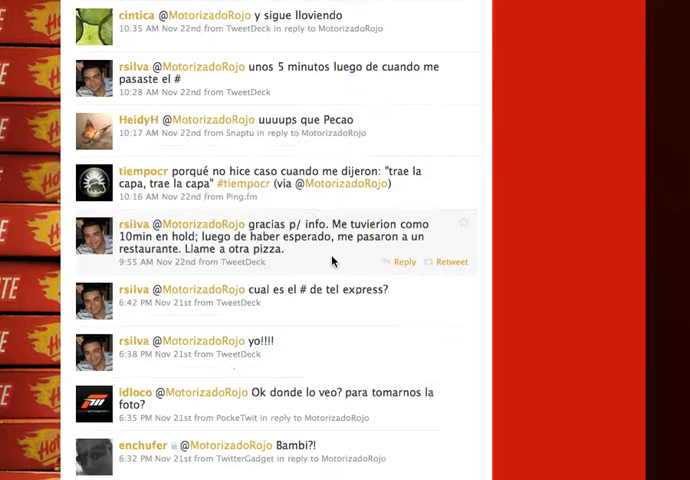 cintica @MotorizadoRojo y sigue lloviendo
10:35 AM Nov 22nd from TweetDeck in reply to MotorizadoRojo
rsilva @MotorizadoRojo unos 5 minutos luego de cuando me
pasaste el #
10:28 AM Nov 22nd from TweetDeck
HeidyH @MotorizadoRojo uuuups que Pecao
10:17 AM Nov 22nd from Snaptu in reply to MotorizadoRojo
tiempocr porqué no hice caso cuando me dijeron: "trae la
capa, trae la capa" #tiempocr (via @MotorizadoRojo)
10:16 AM Nov 22nd from Ping.fm
rsilva @MotorizadoRojo gracias p/ info. Me tuvierion como
10min en hold; luego de haber esperado, me pasaron a un
restaurante. Llame a otra pizza.
9:55 AM Nov 22nd from TweetDeck
Reply Retweet
rsilva @MotorizadoRojo cual es el # de tel express?
6:42 PM Nov 21st from TweetDeck
rsilva @MotorizadoRojo yo!!!!
6:38 PM Nov 21st from TweetDeck
idloco @MotorizadoRojo Ok donde lo veo? para tomarnos la
foto?
6:35 PM Nov 21st from PockeTwit in reply to MotorizadoRojo
enchufer @MotorizadoRojo Bambi?!
6:32 PM Nov 21st from TwitterGadget in reply to MotorizadoRojo